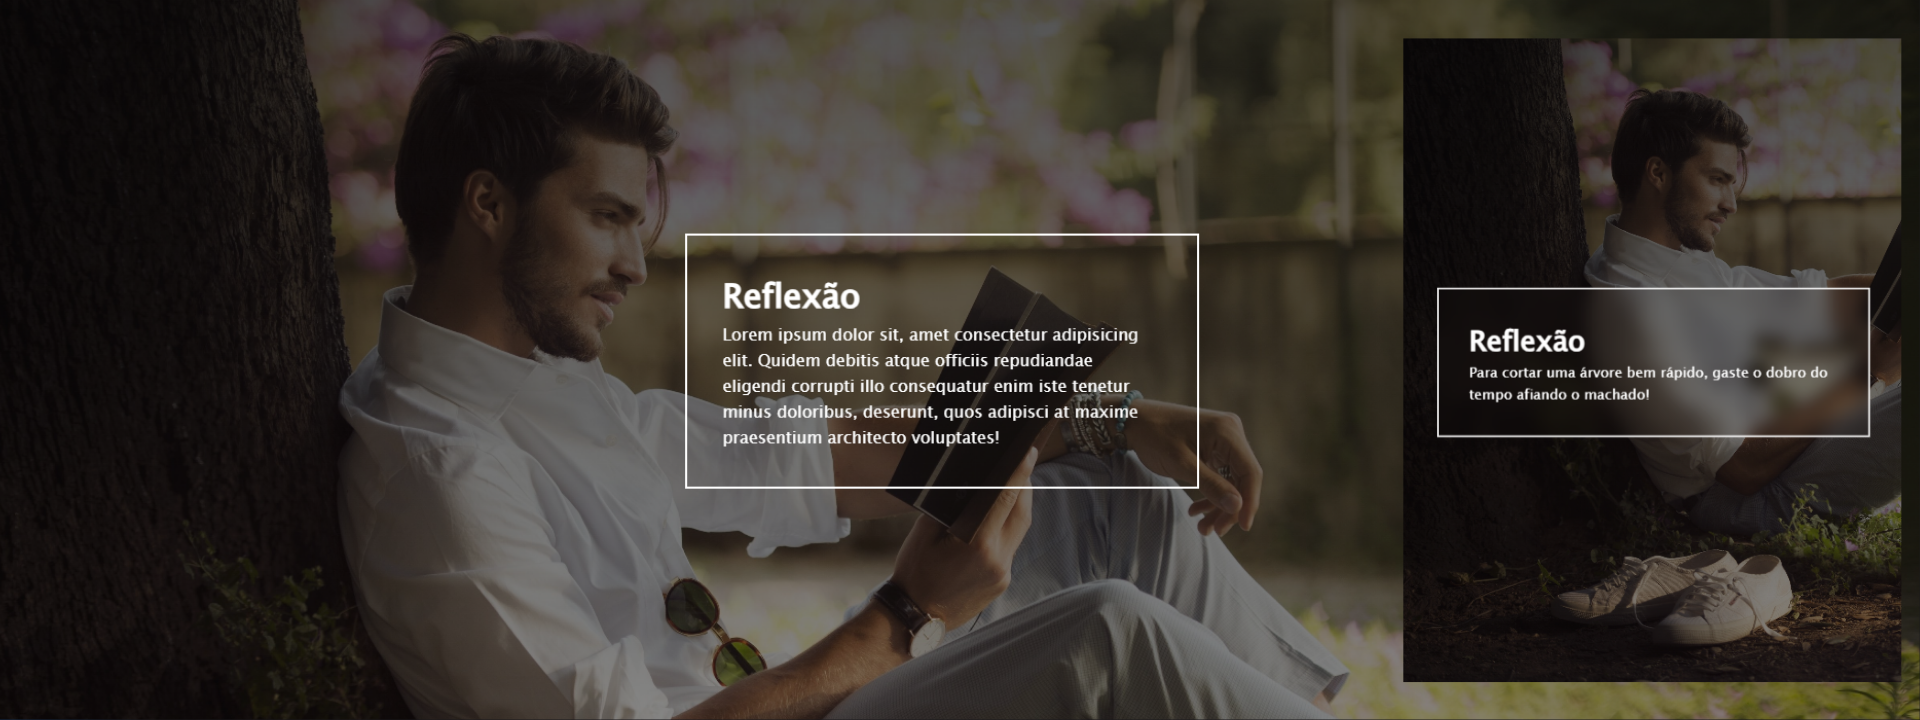 Reflexão
Lorem ipsum dolor sit, amet consectetur adipisicing
elit. Quidem debitis atque officiis repudiandae
eligendi corrupti illo consequatur enim iste tenetur
minus doloribus, deserunt, quos adipisci at maxime
praesentium architecto voluptates!
Reflexão
Para cortar uma árvore bem rápido, gaste o dobro do
tempo afiando o machado!